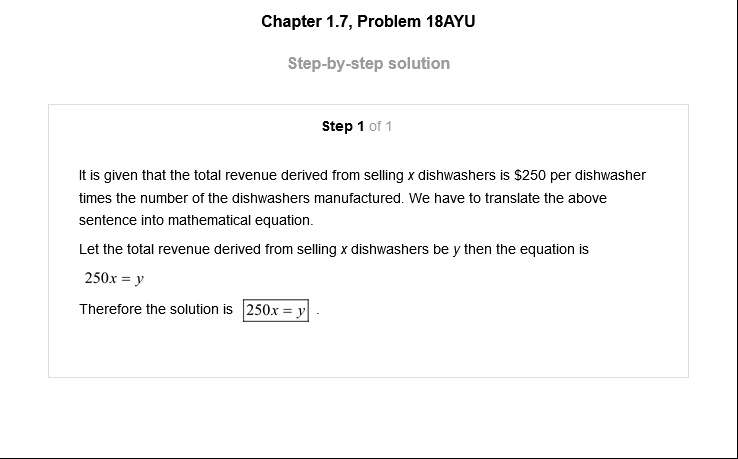 Chapter 1.7, Problem 18AYU
Step-by-step solution
Step 1 of 1
It is given that the total revenue derived from selling x dishwashers is $250 per dishwasher
times the number of the dishwashers manufactured. We have to translate the above
sentence into mathematical equation.
Let the total revenue derived from selling x dishwashers be y then the equation is
250x = y
Therefore the solution is 250x = y .